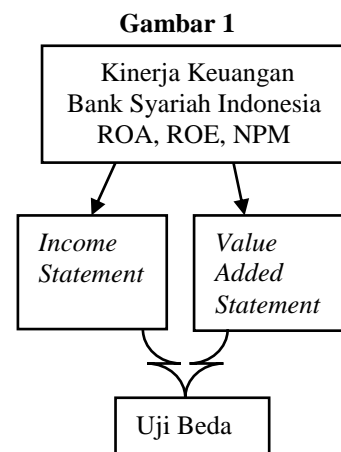 Gambar 1
Kinerja Keuangan
Bank Syariah Indonesia
ROA, ROE, NPM
Income
Statement
Value
Added
Statement
Uji Beda